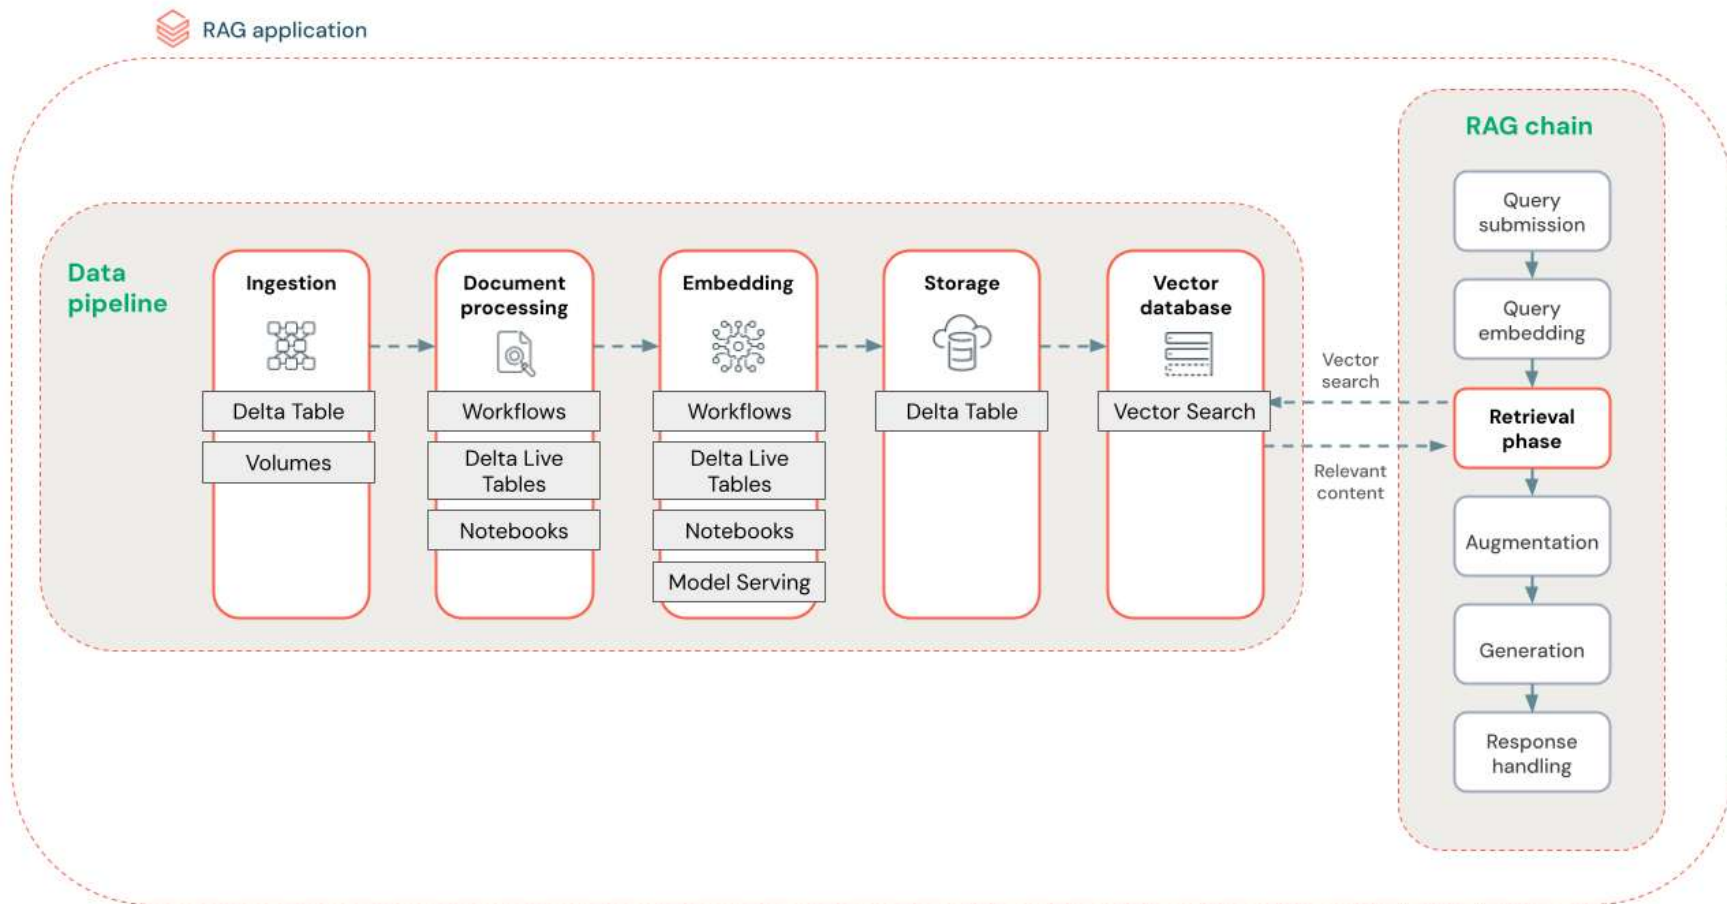 RAG application
Data
pipeline
Ingestion
Delta Table
Volumes
Document
processing
Workflows
Delta Live
Tables
Notebooks
Embedding
Workflows
Delta Live
Tables
Notebooks
Model Serving
Storage
Delta Table
Vector
database
Vector Search
Vector
search
Relevant
content
RAG chain
Query
submission
Query
embedding
Retrieval
phase
Augmentation
Generation
Response
handling